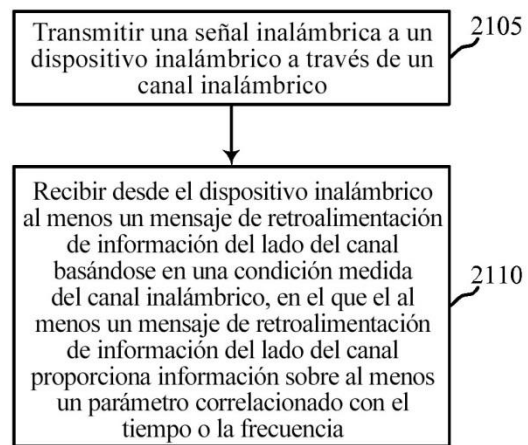 Transmitir una señal inalámbrica a un
dispositivo inalámbrico a través de un
canal inalámbrico
2105
Recibir desde el dispositivo inalámbrico
al menos un mensaje de retroalimentación
de información del lado del canal
basándose en una condición medida
del canal inalámbrico, en el que el al
menos un mensaje de retroalimentación
de información del lado del canal
proporciona información sobre al menos
un parámetro correlacionado con el
tiempo o la frecuencia
2110